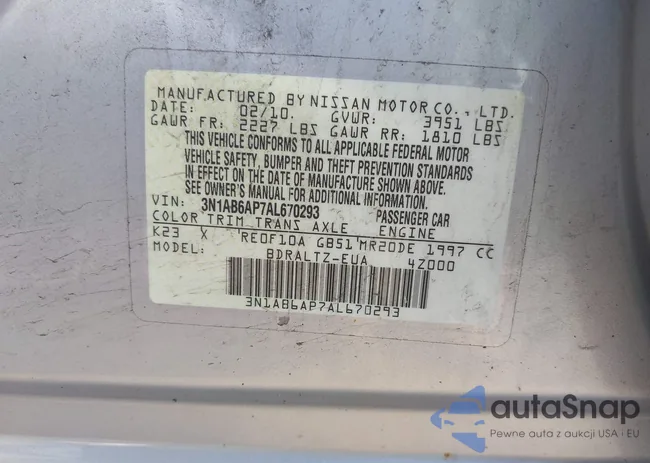 MANUFACTURED BY NISSAN MOTOR CO., LTD.
DATE: 02/10. GVWR: 3951 LBS
GAWR FR: 2227 LBS GAWR RR: 1810 LBS
THIS VEHICLE CONFORMS TO ALL APPLICABLE FEDERAL MOTOR
VEHICLE SAFETY, BUMPER AND THEFT PREVENTION STANDARDS
IN EFFECT ON THE DATE OF MANUFACTURE SHOWN ABOVE.
SEE OWNER'S MANUAL FOR ADDITIONAL INFORMATION.
VIN: 3N1AB6AP7AL670293 PASSENGER CAR
COLOR TRIM TRANS AXLE ENGINE
K23 X RE0F10A GB51 MR20DE 1997 CC
MODEL: BDRALTZ-EUA 4Z000
3N1AB6AP7AL670293
autaSnap
Pewne auta z aukcji USA i EU